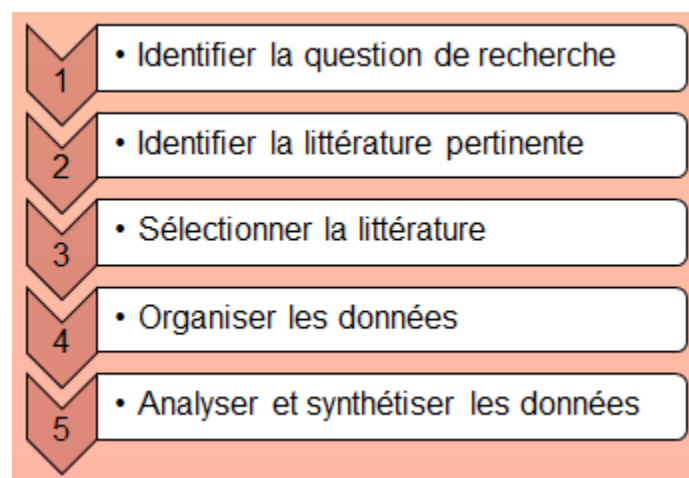 1 • Identifier la question de recherche
2 • Identifier la littérature pertinente
3 • Sélectionner la littérature
4 • Organiser les données
5 • Analyser et synthétiser les données